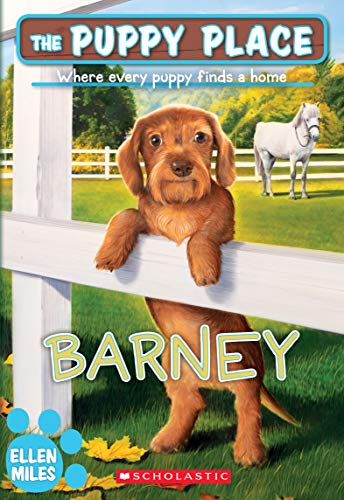 THE PUPPY PLACE
Where every puppy finds a home
BARNEY
ELLEN
MILES
SCHOLASTIC